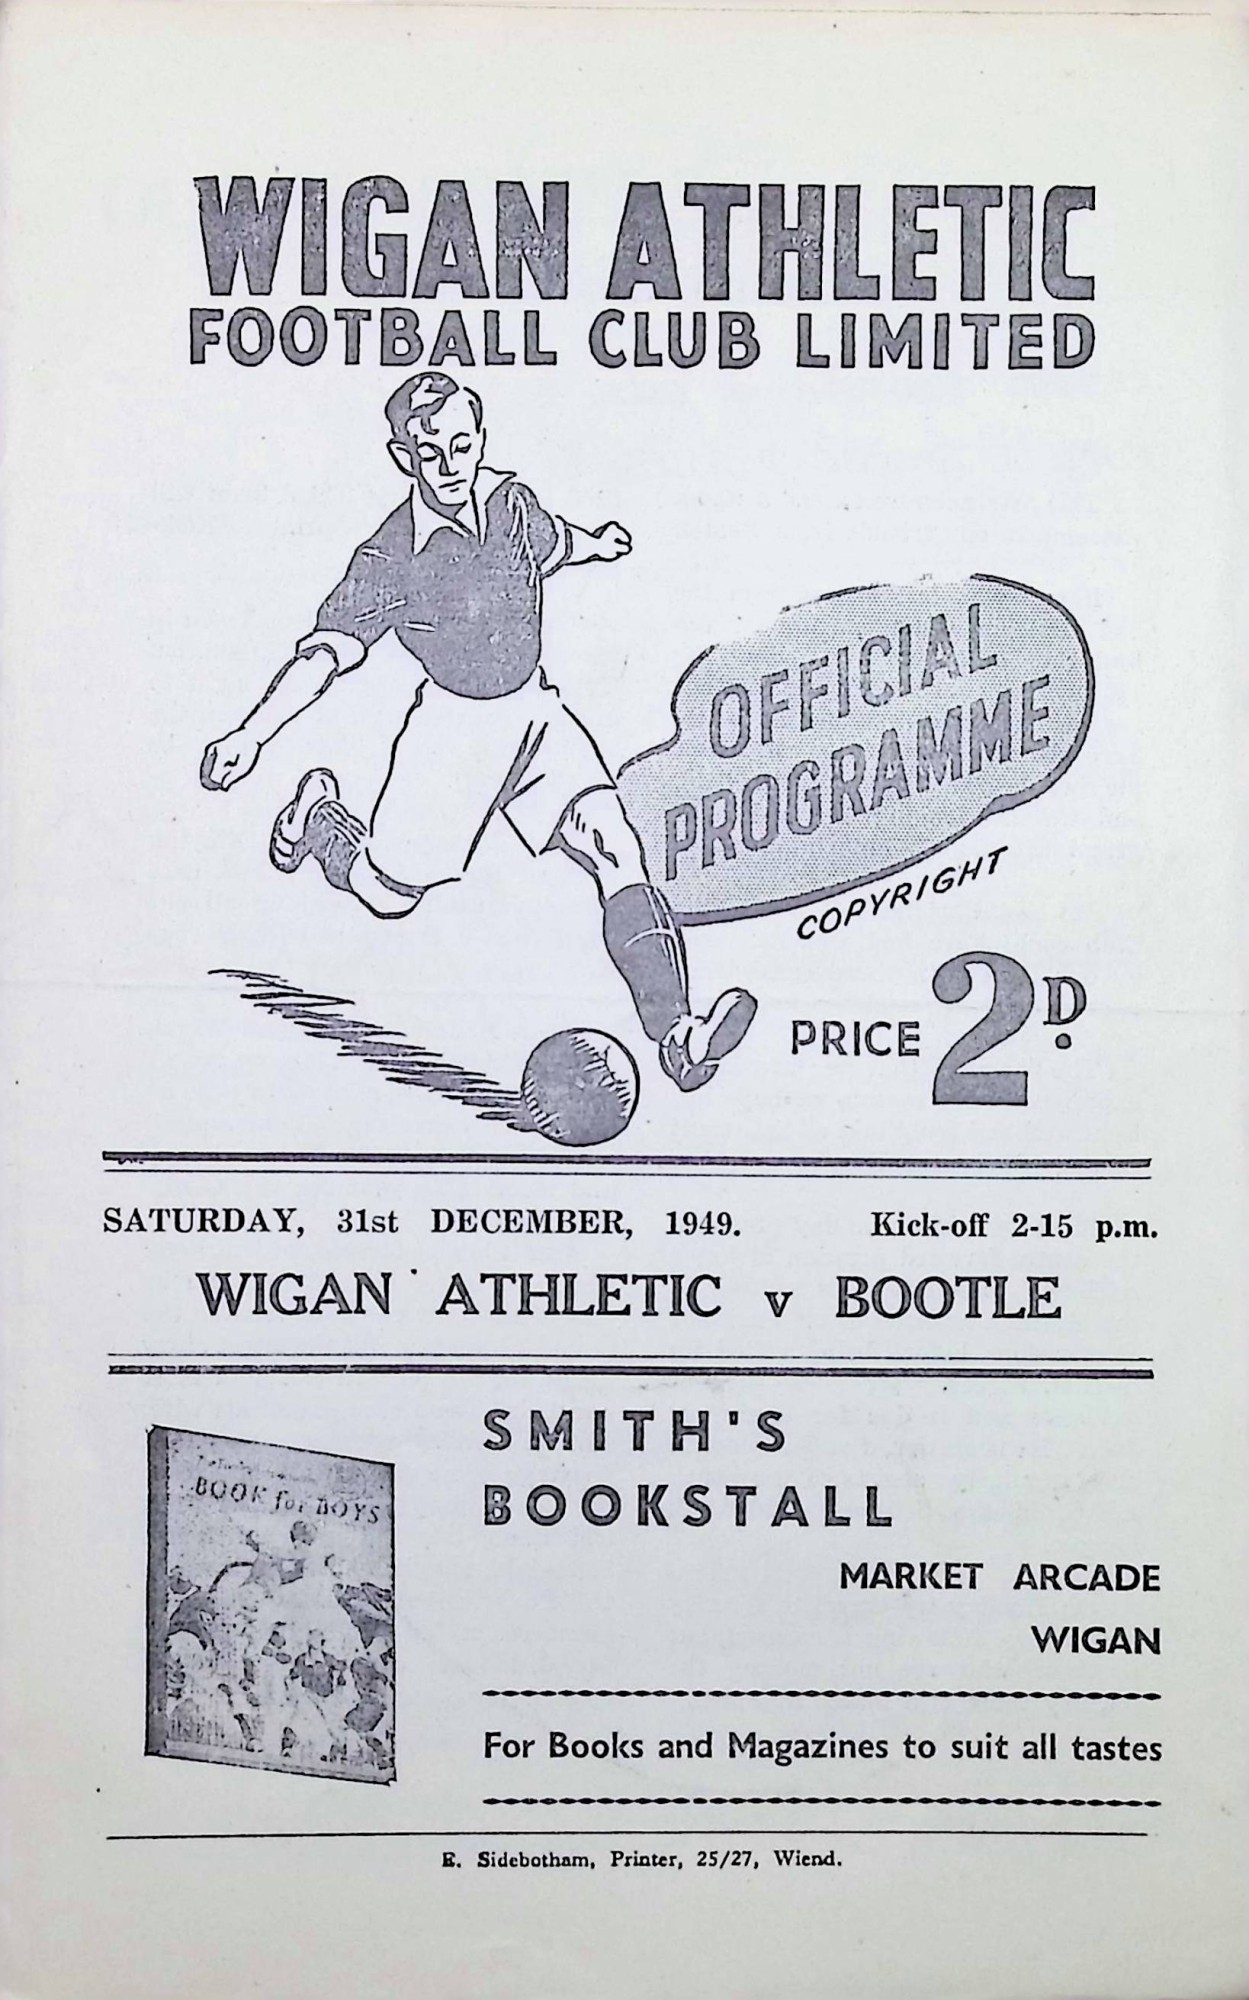 WIGAN ATHLETIC
FOOTBALL CLUB LIMITED
OFFICIAL
PROGRAMME
COPYRIGHT
PRICE 2D.
SATURDAY, 31st DECEMBER, 1949. Kick-off 2-15 p.m.
WIGAN ATHLETIC v BOOTLE
SMITH'S
BOOKSTALL
BOOK for BOYS
MARKET ARCADE
WIGAN
For Books and Magazines to suit all tastes
E. Sidebotham, Printer, 25/27, Wiend.